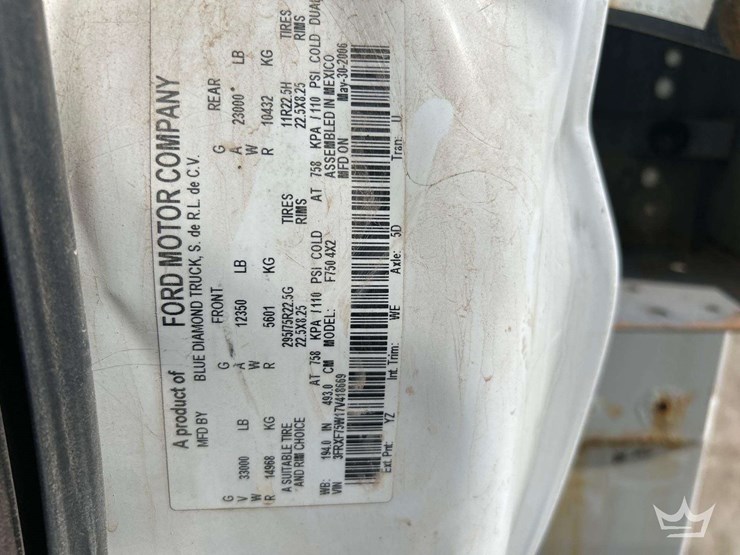 A product of FORD MOTOR COMPANY
MFD BY BLUE DIAMOND TRUCK, S. de R.L. de C.V.
FRONT REAR
G G G
V 33000 LB A 12350 LB A 23000* LB
W W W
R 14968 KG R 5601 KG R 10432 KG
A SUITABLE TIRE AND RIM CHOICE
295/75R22.5G TIRES 11R22.5H TIRES
22.5X8.25 RIMS 22.5X8.25 RIMS
AT 758 KPA / 110 PSI COLD AT 758 KPA / 110 PSI COLD DUAL
WB: 194.0 IN 493.0 CM MODEL: F750 4X2 ASSEMBLED IN MEXICO
VIN 3FRXF75W17V418669 MFD ON May-30-2006
Ext. Pnt: YZ Int. Trim: WE Axle: 5D Tran: U